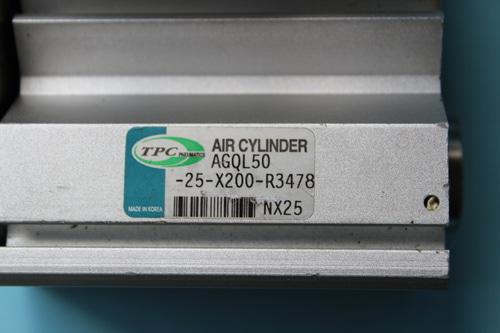 TPC PNEUMATICS
AIR CYLINDER
AGQL50
-25-X200-R3478
MADE IN KOREA
NX25